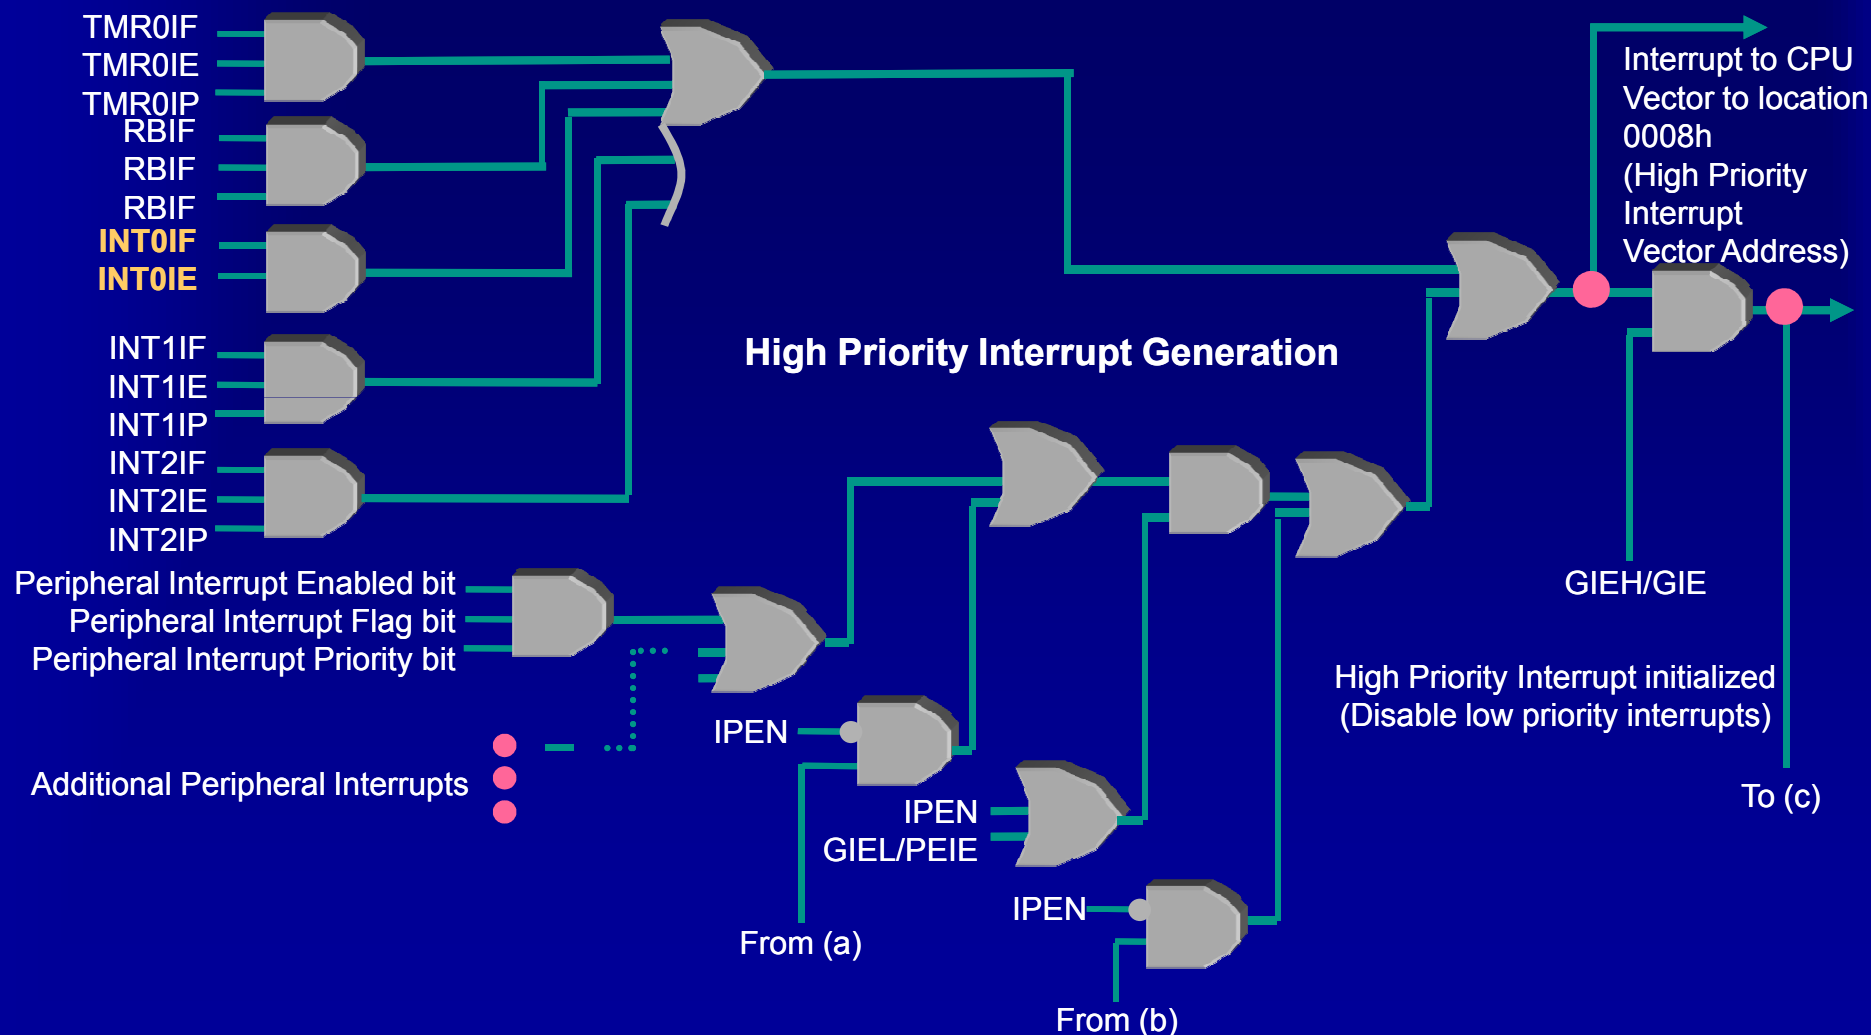 TMR0IF
TMR0IE
TMR0IP
RBIF
RBIF
RBIF
INT0IF
INT0IE
INT1IF
INT1IE
INT1IP
INT2IF
INT2IE
INT2IP
Peripheral Interrupt Enabled bit
Peripheral Interrupt Flag bit
Peripheral Interrupt Priority bit
Additional Peripheral Interrupts
High Priority Interrupt Generation
Interrupt to CPU
Vector to location
0008h
(High Priority
Interrupt
Vector Address)
GIEH/GIE
High Priority Interrupt initialized
(Disable low priority interrupts)
To (c)
IPEN
From (a)
IPEN
GIEL/PEIE
IPEN
From (b)